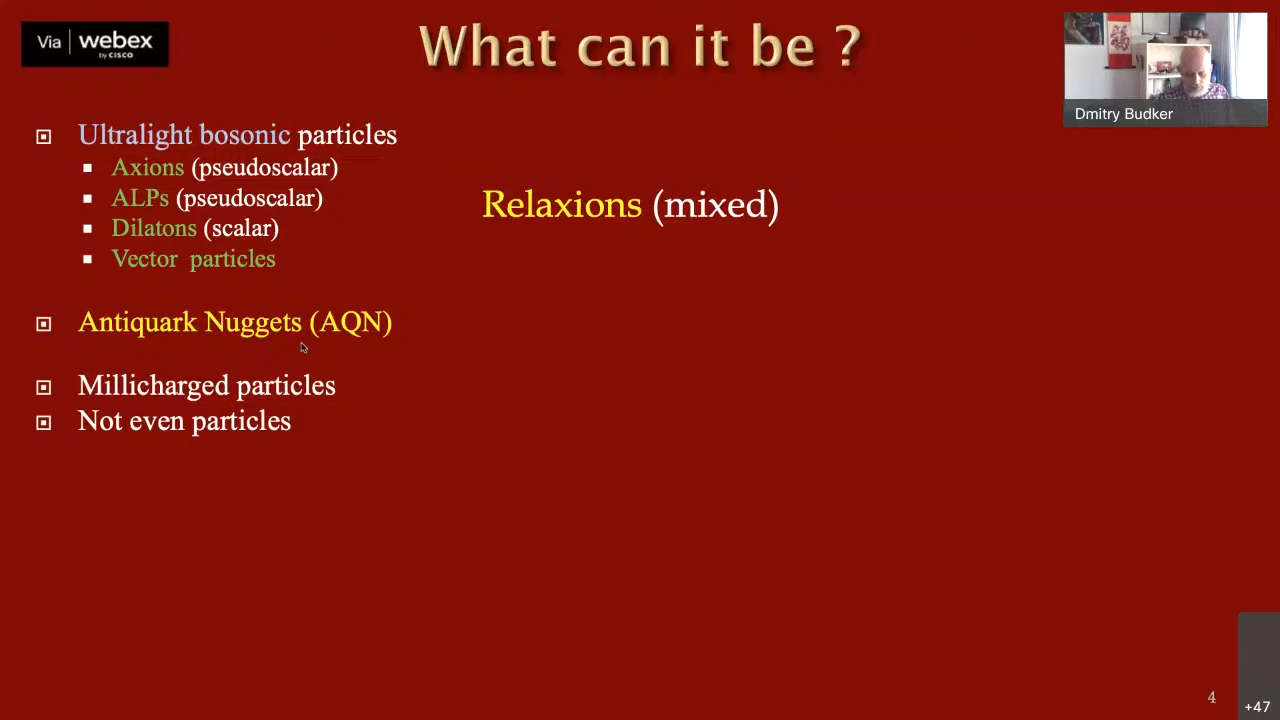 Via webex
by CISCO
What can it be ?
Dmitry Budker
Ultralight bosonic particles
Axions (pseudoscalar)
ALPs (pseudoscalar)
Dilatons (scalar)
Vector particles
Relaxions (mixed)
Antiquark Nuggets (AQN)
Millicharged particles
Not even particles
4
+47